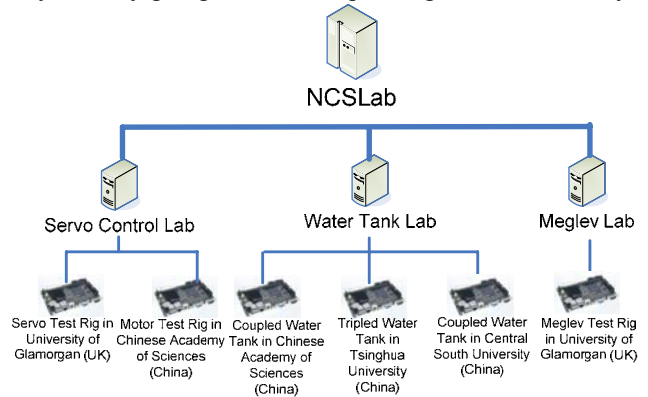 NCSLab
Servo Control Lab
Water Tank Lab
Meglev Lab
Servo Test Rig in
University of
Glamorgan (UK)
Motor Test Rig in
Chinese Academy
of Sciences
(China)
Coupled Water
Tank in Chinese
Academy of
Sciences
(China)
Tripled Water
Tank in
Tsinghua
University
(China)
Coupled Water
Tank in Central
South University
(China)
Meglev Test Rig
in University of
Glamorgan (UK)